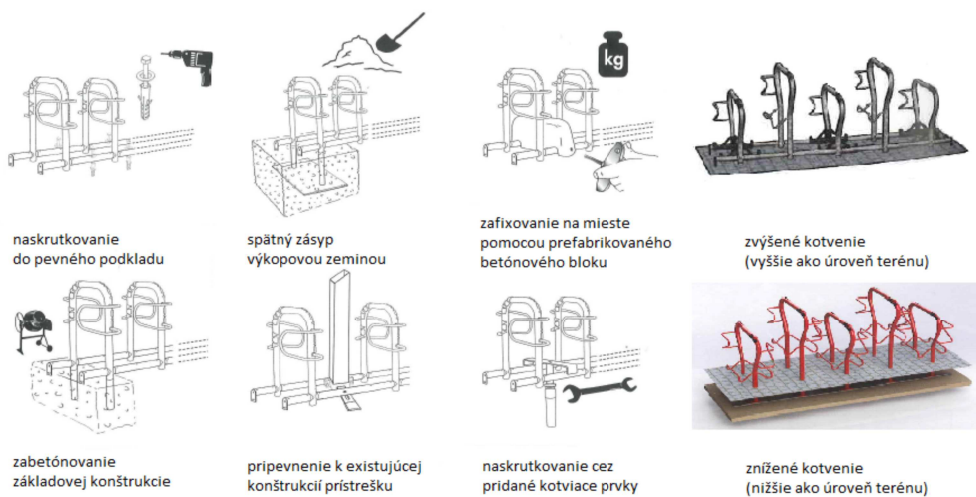 kg
naskrutkovanie
do pevného podkladu
spätný zásyp
výkopovou zeminou
zafixovanie na mieste
pomocou prefabrikovaného
betónového bloku
zvýšené kotvenie
(vyššie ako úroveň terénu)
zabetónovanie
základovej konštrukcie
pripevnenie k existujúcej
konštrukcií prístrešku
naskrutkovanie cez
pridané kotviace prvky
znížené kotvenie
(nižšie ako úroveň terénu)